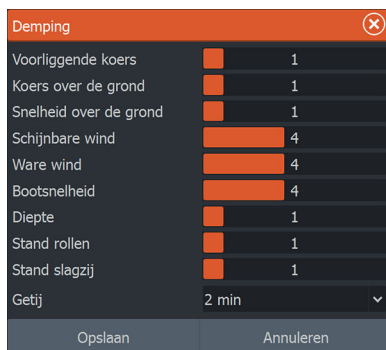 Demping
Voorliggende koers 1
Koers over de grond 1
Snelheid over de grond 1
Schijnbare wind 4
Ware wind 4
Bootsnelheid 4
Diepte 1
Stand rollen 1
Stand slagzij 1
Getij 2 min
Opslaan Annuleren